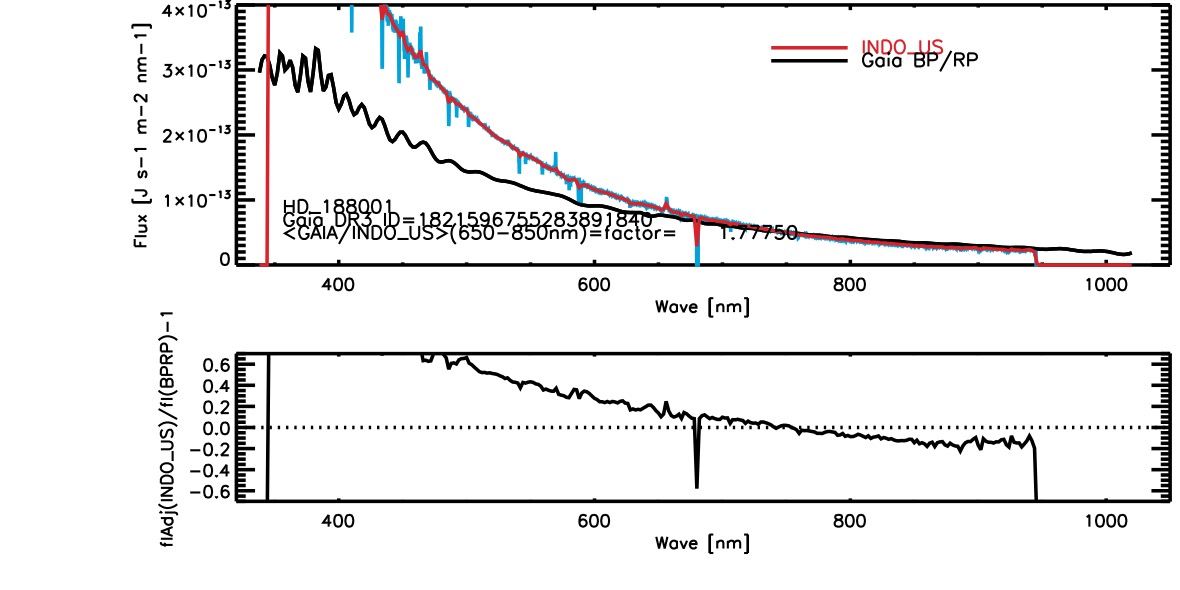 4×10−13
3×10−13
2×10−13
1×10−13
0
Flux [J s−1 m−2 nm−1]
INDO_US
Gaia BP/RP
HD_188001
Gaia DR3 ID=1821596755283891840
<GAIA/INDO_US>(650−850nm)=factor= 1.77750
400 600 800 1000
Wave [nm]
flAdj(INDO_US)/fl(BPRP)−1
0.6
0.4
0.2
0.0
−0.2
−0.4
−0.6
400 600 800 1000
Wave [nm]